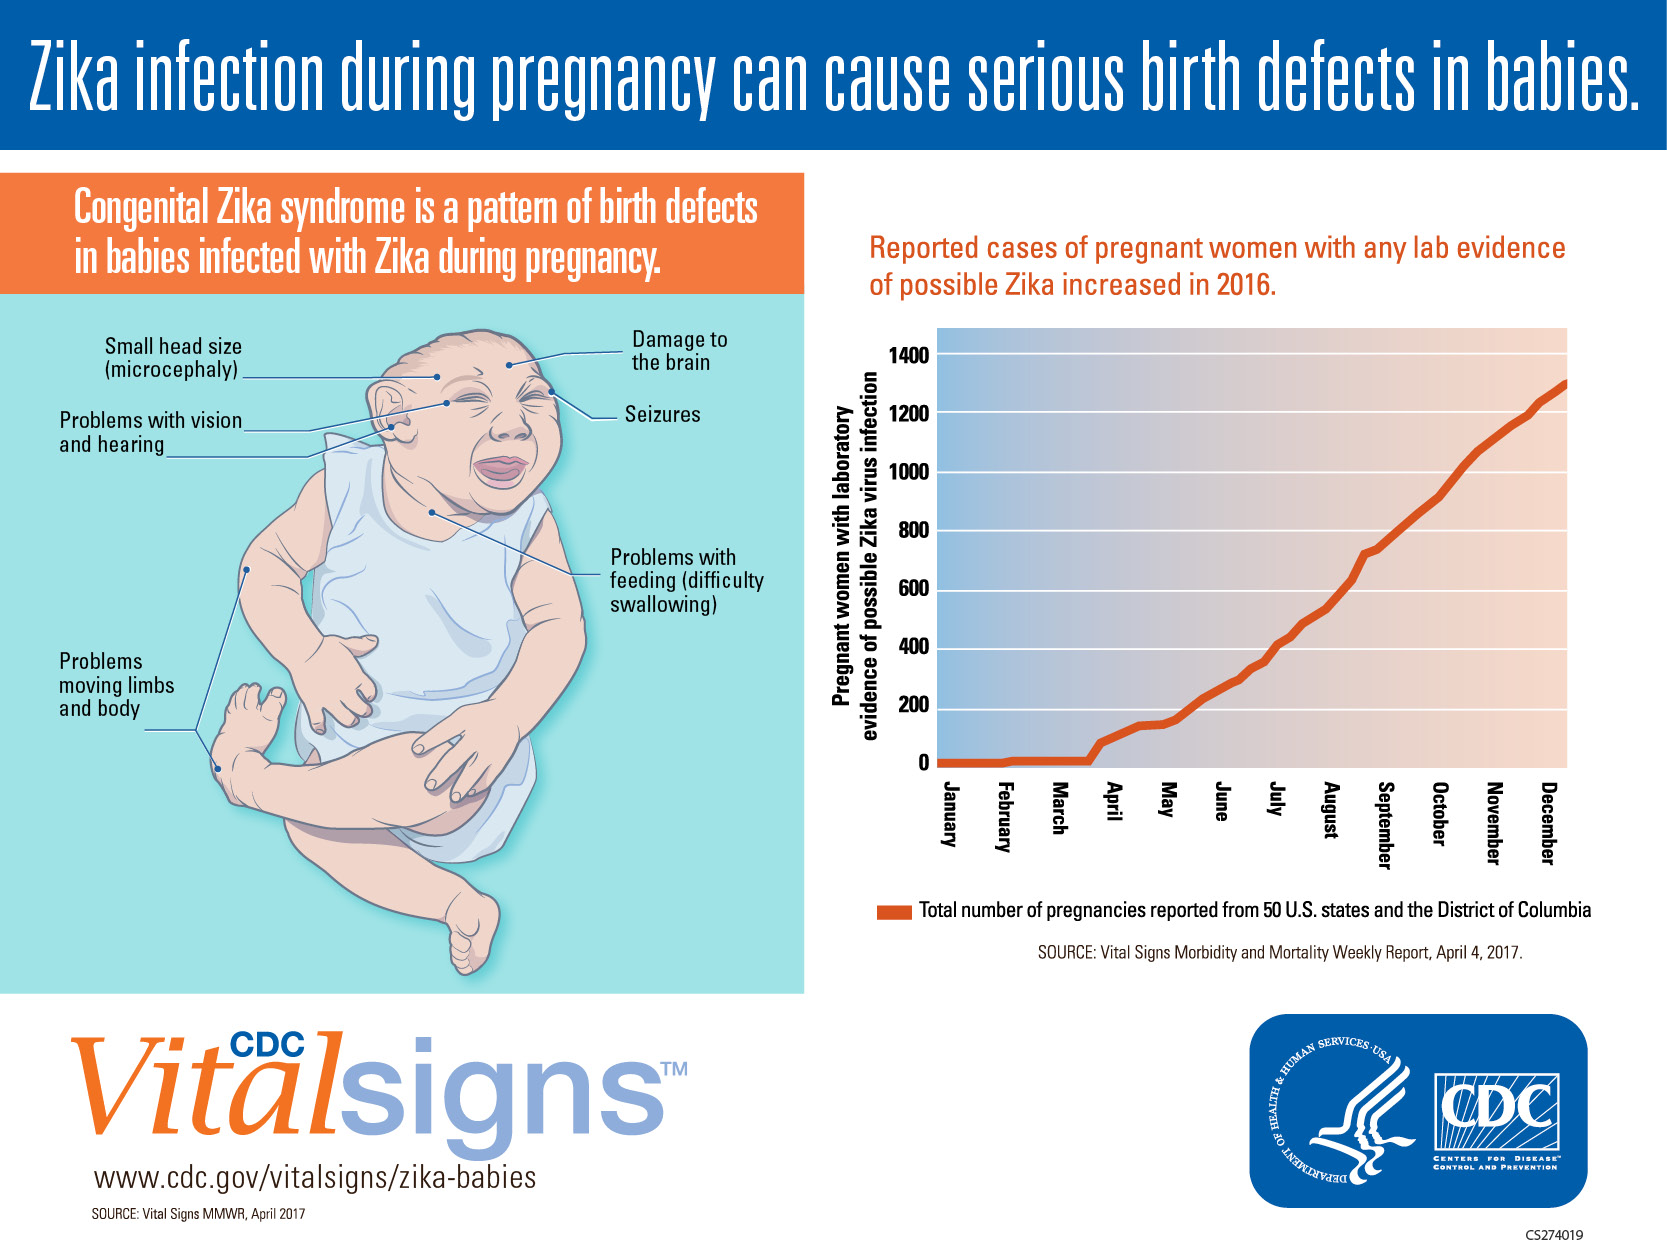 Zika infection during pregnancy can cause serious birth defects in babies.
Congenital Zika syndrome is a pattern of birth defects
in babies infected with Zika during pregnancy.
Small head size
(microcephaly)
Problems with vision
and hearing
Problems
moving limbs
and body
Damage to
the brain
Seizures
Problems with
feeding (difficulty
swallowing)
Reported cases of pregnant women with any lab evidence
of possible Zika increased in 2016.
Pregnant women with laboratory
evidence of possible Zika virus infection
1400
1200
1000
800
600
400
200
0
January
February
March
April
May
June
July
August
September
October
November
December
Total number of pregnancies reported from 50 U.S. states and the District of Columbia
SOURCE: Vital Signs Morbidity and Mortality Weekly Report, April 4, 2017.
CDC
Vitalsigns™
www.cdc.gov/vitalsigns/zika-babies
SOURCE: Vital Signs MMWR, April 2017
DEPARTMENT OF HEALTH & HUMAN SERVICES·USA
CDC
CENTERS FOR DISEASE™
CONTROL AND PREVENTION
CS274019